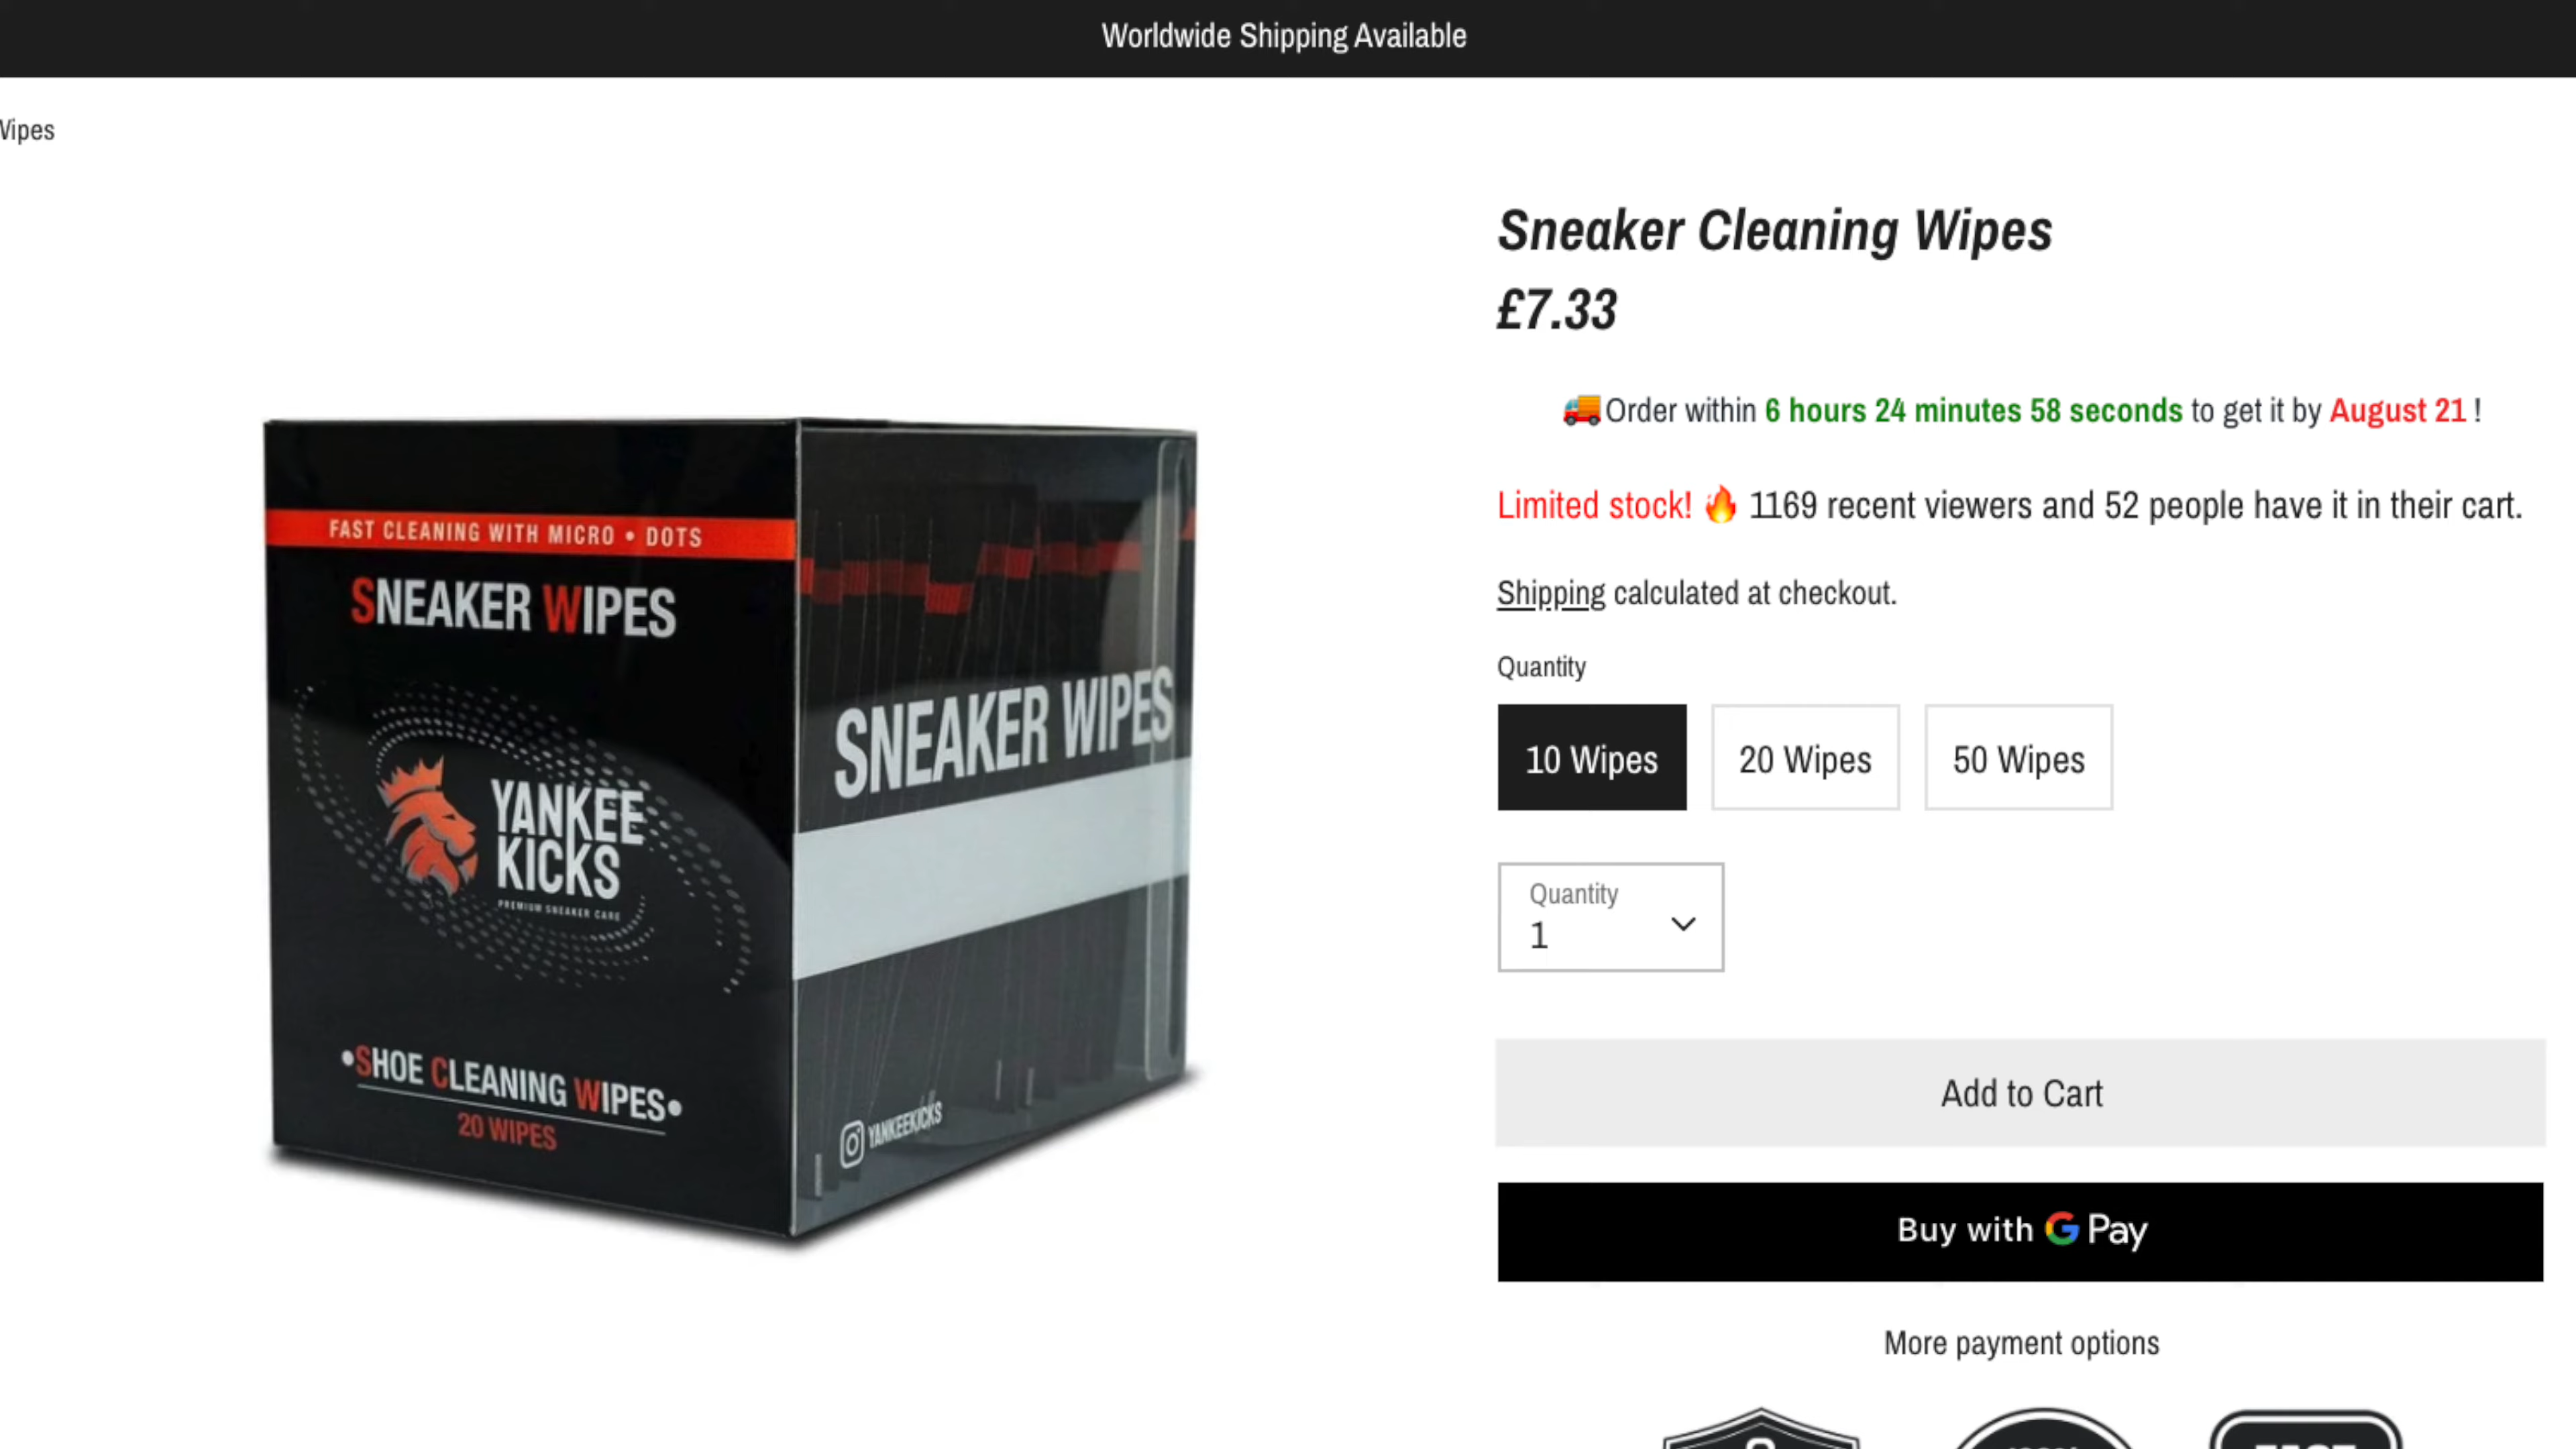 Worldwide Shipping Available
Wipes
Sneaker Cleaning Wipes
£7.33
Order within 6 hours 24 minutes 58 seconds to get it by August 21 !
Limited stock! 🔥 1169 recent viewers and 52 people have it in their cart.
Shipping calculated at checkout.
Quantity
10 Wipes
20 Wipes
50 Wipes
Quantity
1
Add to Cart
Buy with G Pay
More payment options
FAST CLEANING WITH MICRO • DOTS
SNEAKER WIPES
YANKEE
KICKS
PREMIUM SNEAKER CARE
•SHOE CLEANING WIPES•
20 WIPES
SNEAKER WIPES
YANKEEKICKS